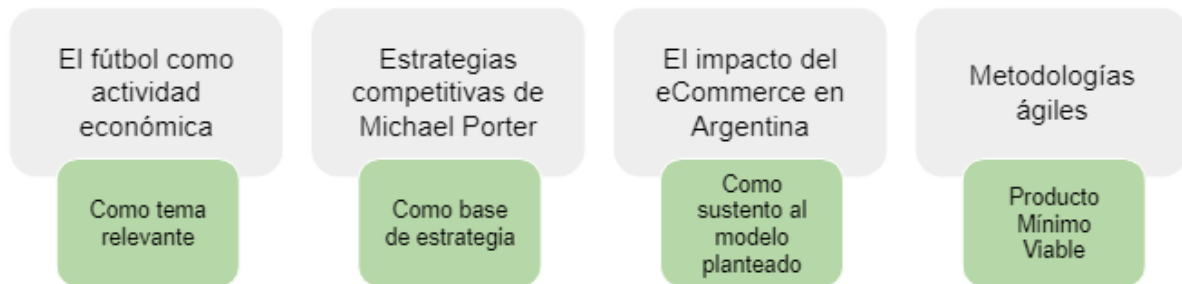 El fútbol como
actividad
económica
Como tema
relevante
Estrategias
competitivas de
Michael Porter
Como base
de estrategia
El impacto del
eCommerce en
Argentina
Como
sustento al
modelo
planteado
Metodologías
ágiles
Producto
Mínimo
Viable